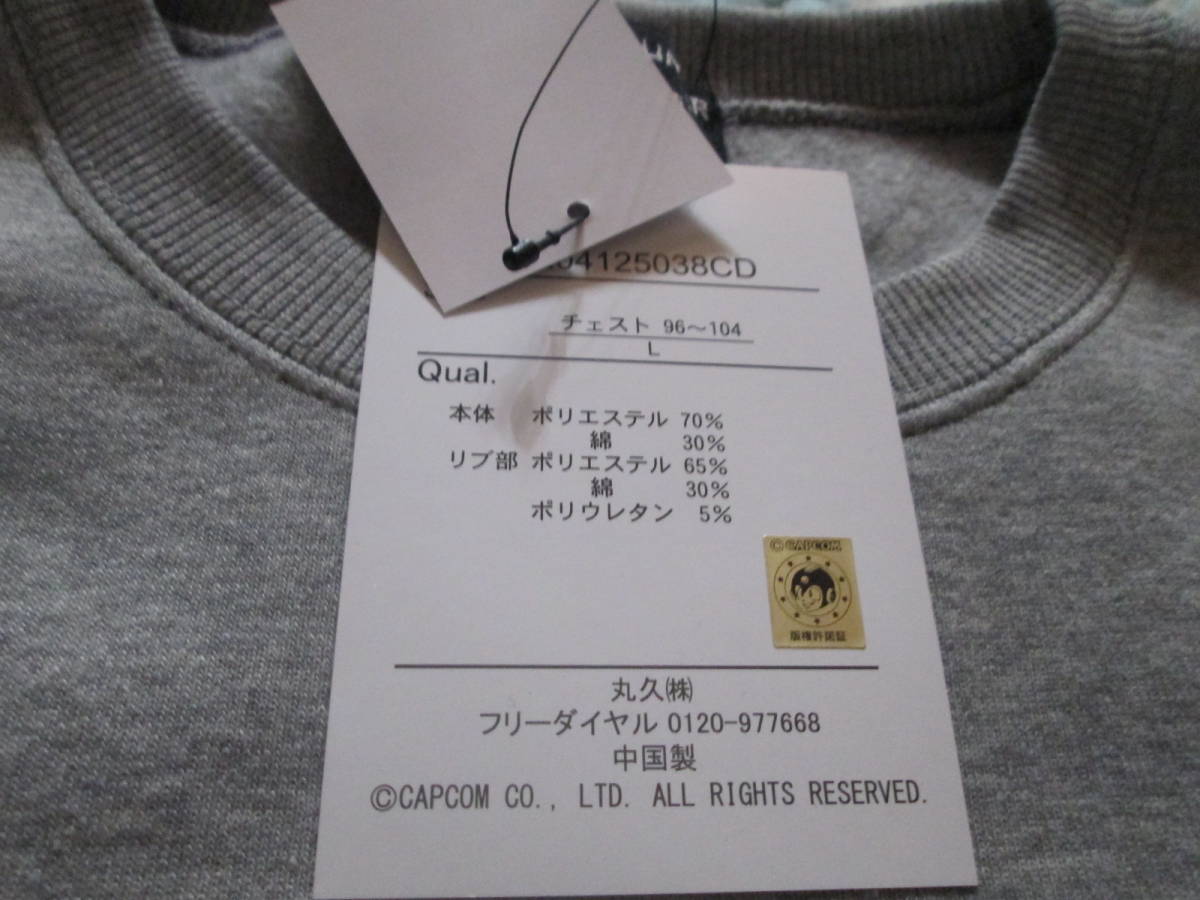 04125038CD
チェスト 96～104
L
Qual.
本体 ポリエステル 70%
綿 30%
リブ部 ポリエステル 65%
綿 30%
ポリウレタン 5%
©CAPCOM
版権許諾証
丸久㈱
フリーダイヤル 0120-977668
中国製
©CAPCOM CO., LTD. ALL RIGHTS RESERVED.